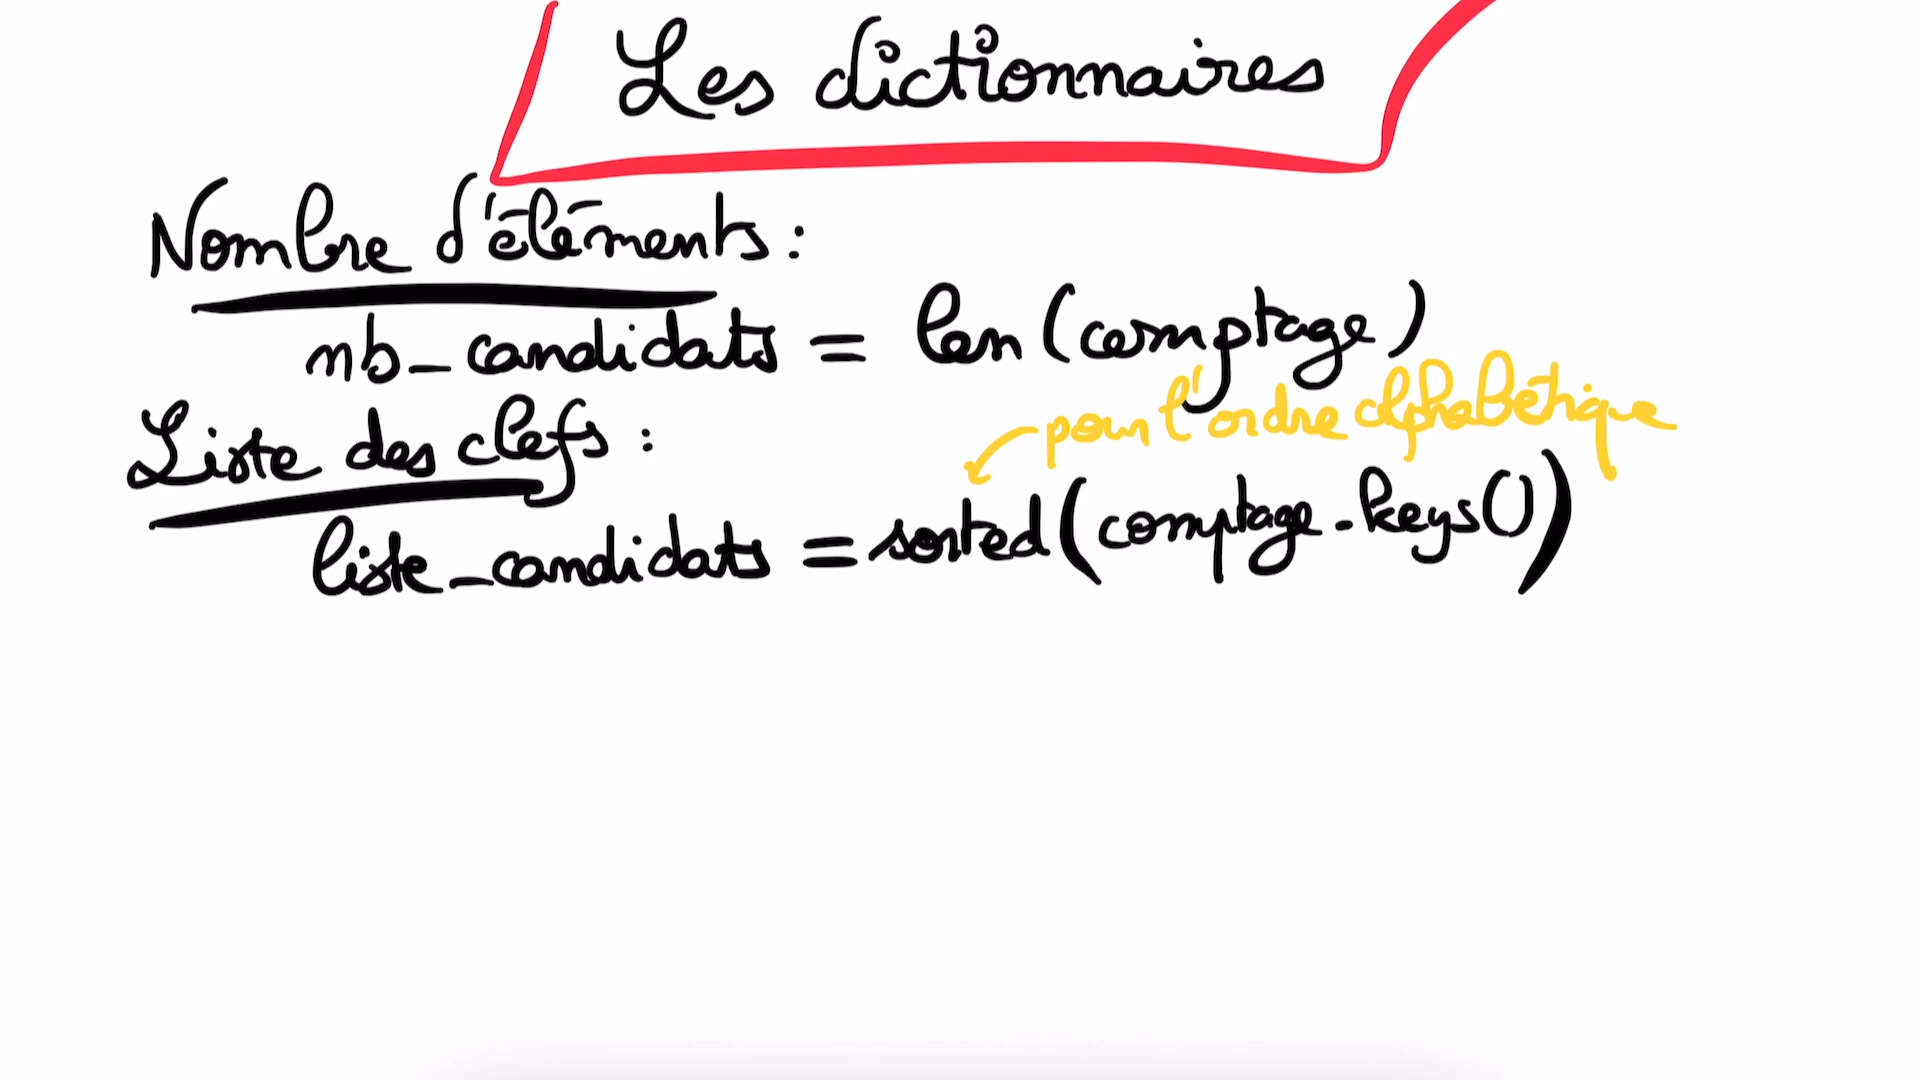 Les dictionnaires
Nombre d'éléments :
nb_candidats = len(comptage)
pour l'ordre alphabétique
Liste des clefs :
liste_candidats = sorted(comptage.keys())